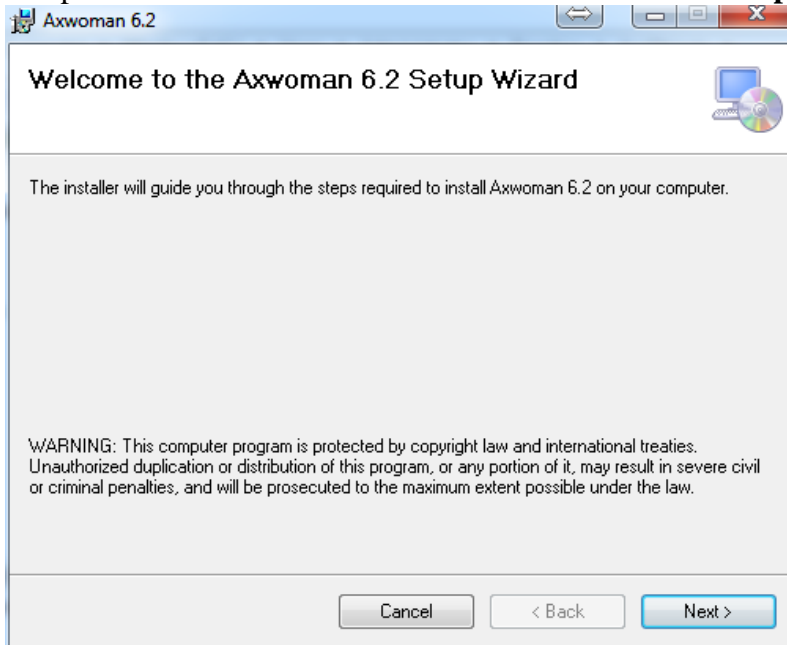 Axwoman 6.2
Welcome to the Axwoman 6.2 Setup Wizard
The installer will guide you through the steps required to install Axwoman 6.2 on your computer.
WARNING: This computer program is protected by copyright law and international treaties.
Unauthorized duplication or distribution of this program, or any portion of it, may result in severe civil
or criminal penalties, and will be prosecuted to the maximum extent possible under the law.
Cancel
< Back
Next >